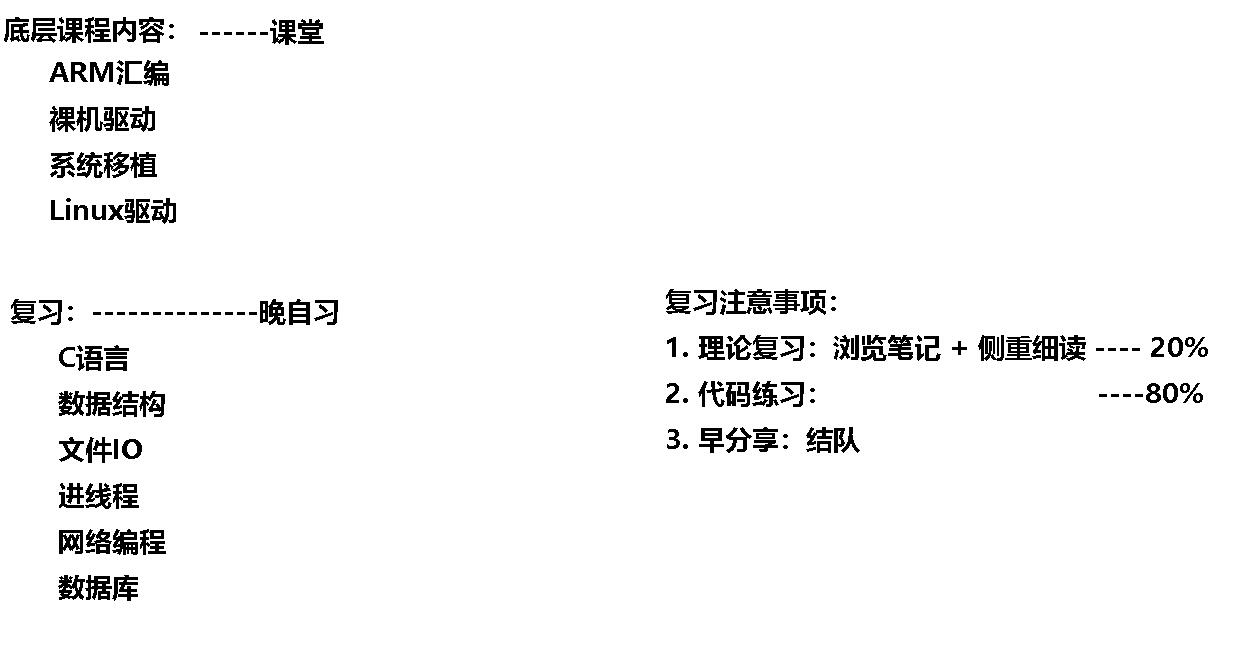 底层课程内容： ------课堂
ARM汇编
裸机驱动
系统移植
Linux驱动
复习：--------------晚自习
C语言
数据结构
文件IO
进线程
网络编程
数据库
复习注意事项：
1. 理论复习：浏览笔记 + 侧重细读 ---- 20%
2. 代码练习： ----80%
3. 早分享：结队